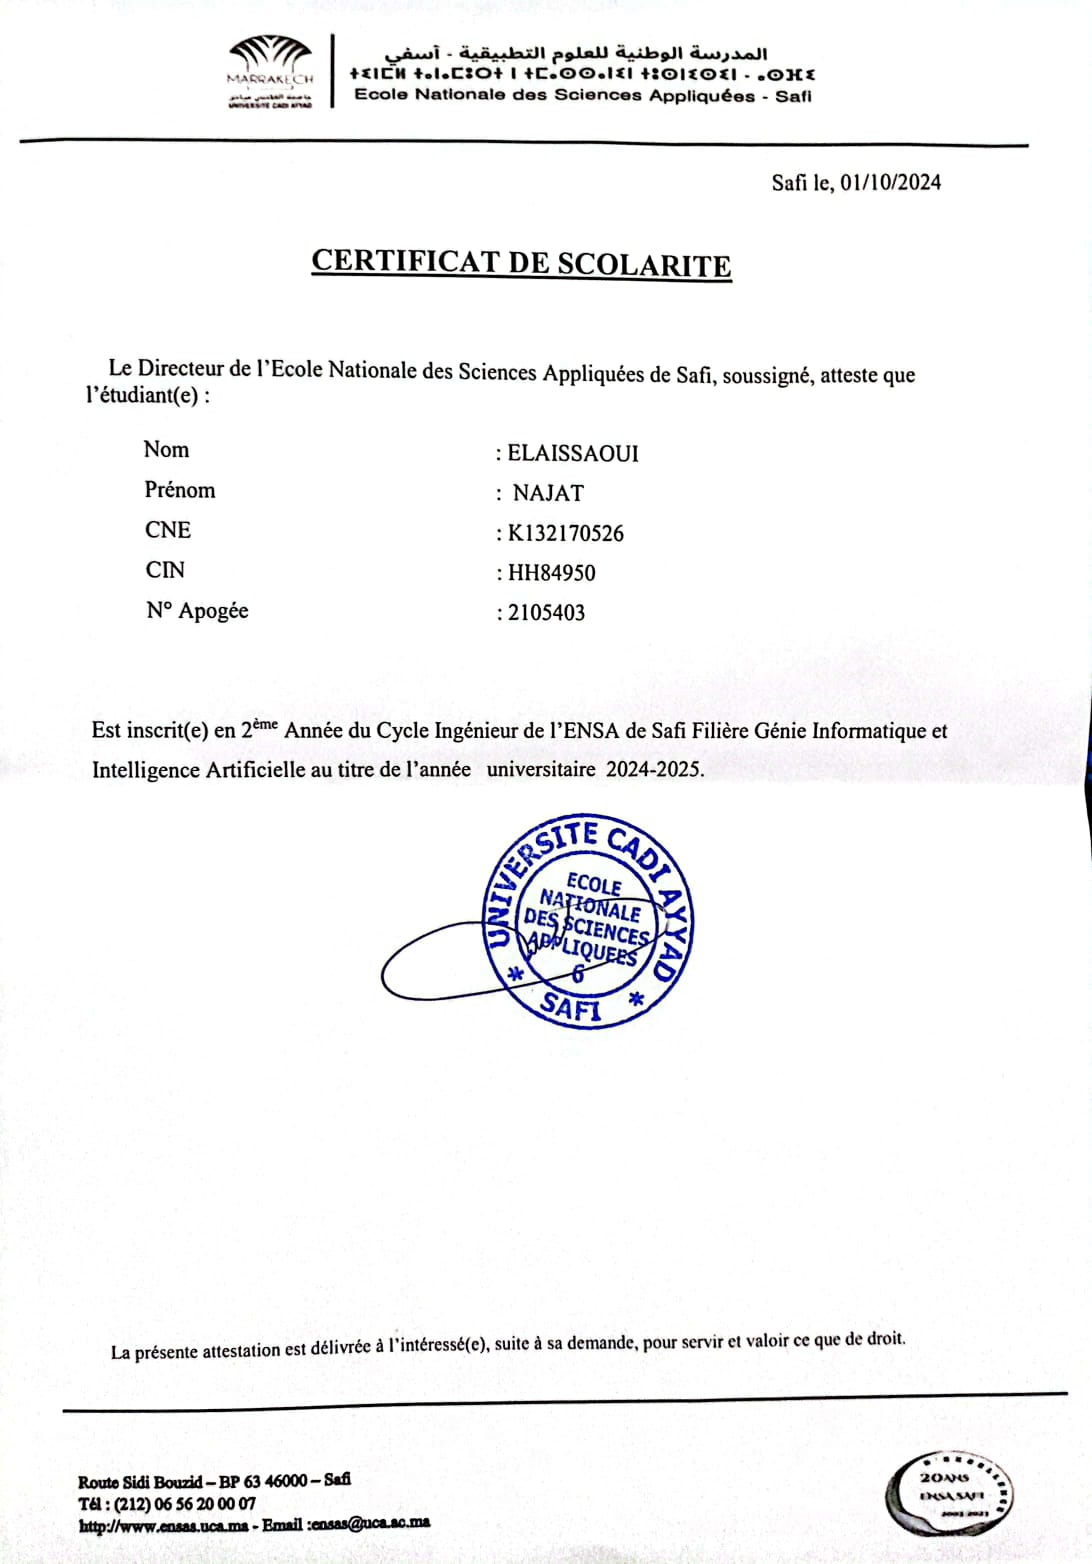 المدرسة الوطنية للعلوم التطبيقية - آسفي
ⵜⵉⵏⵎⵍ ⵜⴰⵏⴰⵎⵓⵔⵜ ⵏ ⵜⵎⴰⵙⵙⴰⵏⵉⵏ ⵜⵓⵙⵏⵉⵙⵉⵏ - ⴰⵙⴼⵉ
Ecole Nationale des Sciences Appliquées - Safi
MARRAKECH
UNIVERSITE CADI AYYAD
Safi le, 01/10/2024
CERTIFICAT DE SCOLARITE
Le Directeur de l'Ecole Nationale des Sciences Appliquées de Safi, soussigné, atteste que
l'étudiant(e) :
Nom : ELAISSAOUI
Prénom : NAJAT
CNE : K132170526
CIN : HH84950
N° Apogée : 2105403
Est inscrit(e) en 2ème Année du Cycle Ingénieur de l'ENSA de Safi Filière Génie Informatique et
Intelligence Artificielle au titre de l'année universitaire 2024-2025.
UNIVERSITE CADI AYYAD
ECOLE
NATIONALE
DES SCIENCES
APPLIQUEES
6
* SAFI *
La présente attestation est délivrée à l'intéressé(e), suite à sa demande, pour servir et valoir ce que de droit.
Route Sidi Bouzid – BP 63 46000 – Safi
Tél : (212) 06 56 20 00 07
http://www.ensas.uca.ma - Email :ensas@uca.ac.ma
20ANS
ENSA SAFI
2003-2023